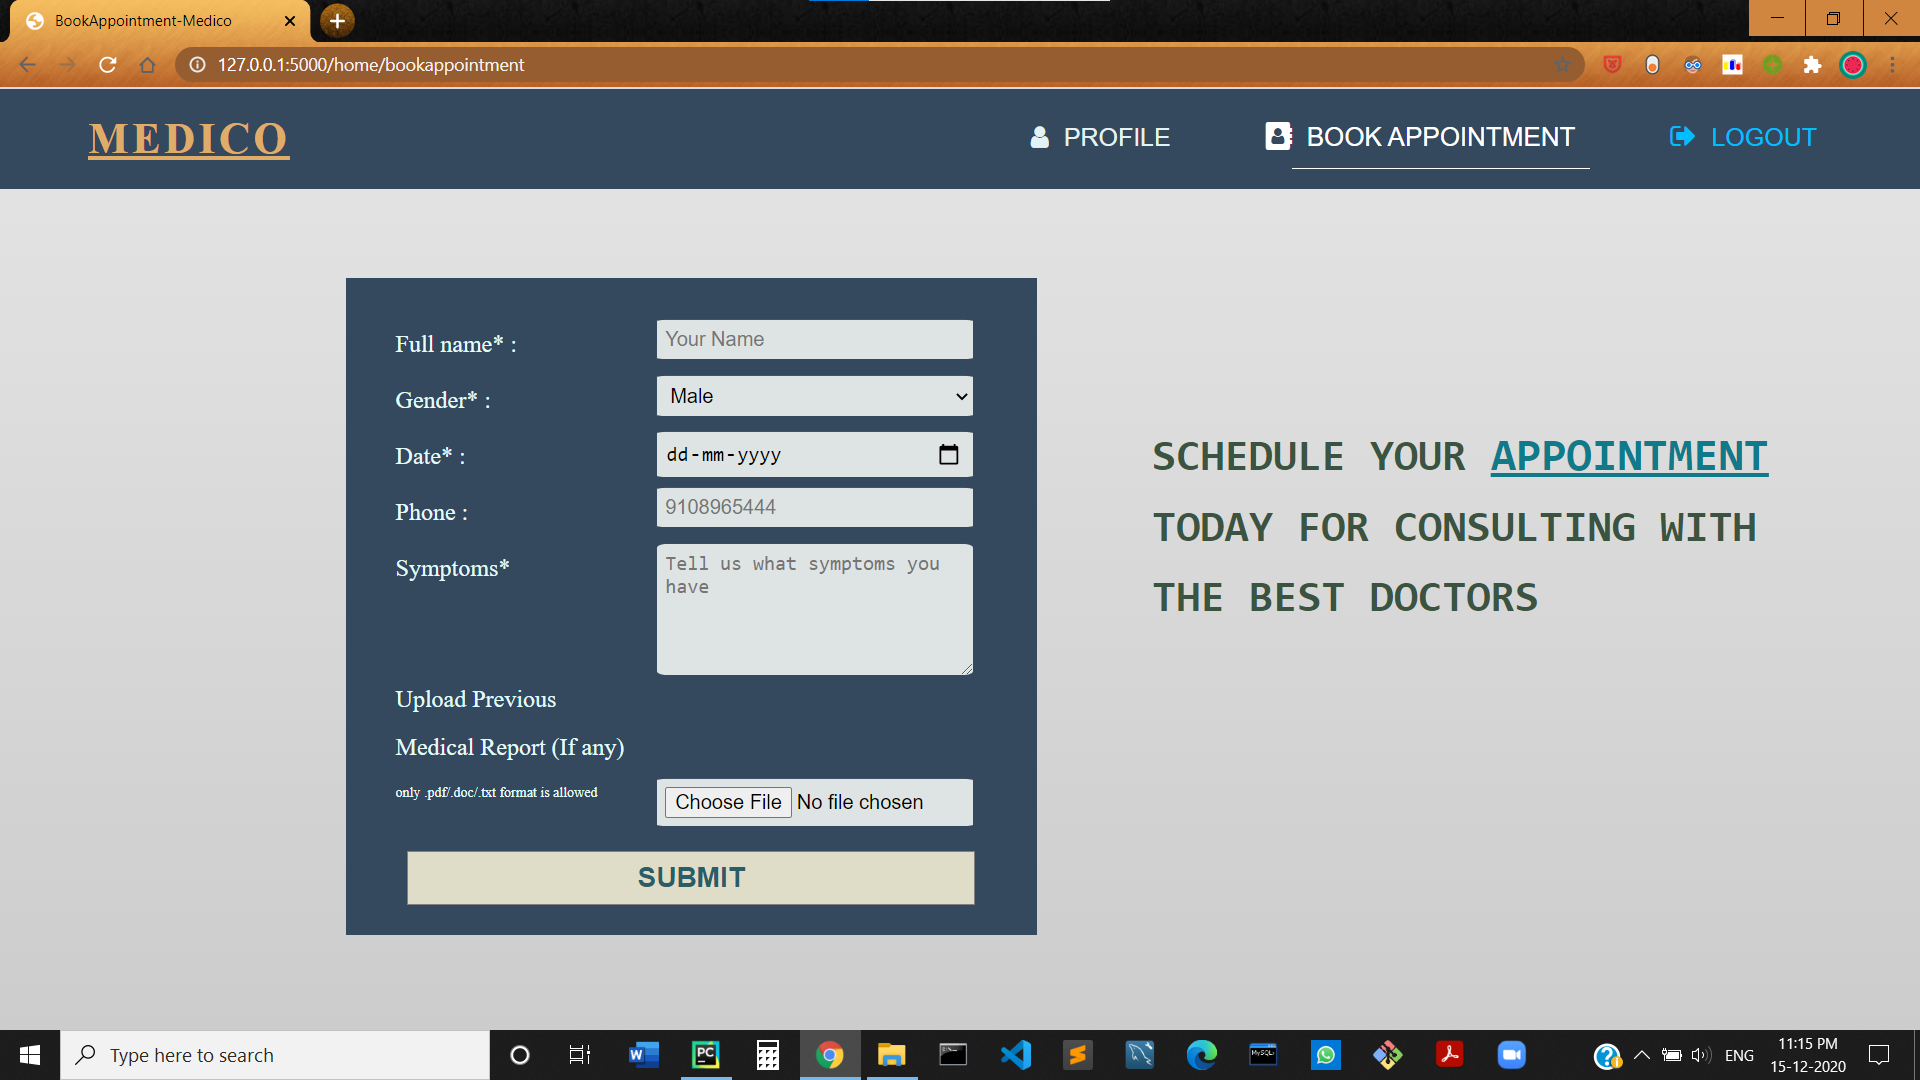 BookAppointment-Medico
127.0.0.1:5000/home/bookappointment
MEDICO
PROFILE
BOOK APPOINTMENT
LOGOUT
Full name* :
Your Name
Gender* :
Male
Date* :
dd-mm-yyyy
Phone :
9108965444
Symptoms*
Tell us what symptoms you
have
Upload Previous
Medical Report (If any)
only .pdf/.doc/.txt format is allowed
Choose File No file chosen
SUBMIT
SCHEDULE YOUR APPOINTMENT
TODAY FOR CONSULTING WITH
THE BEST DOCTORS
Type here to search
W
PC
MySQL
ENG
11:15 PM
15-12-2020